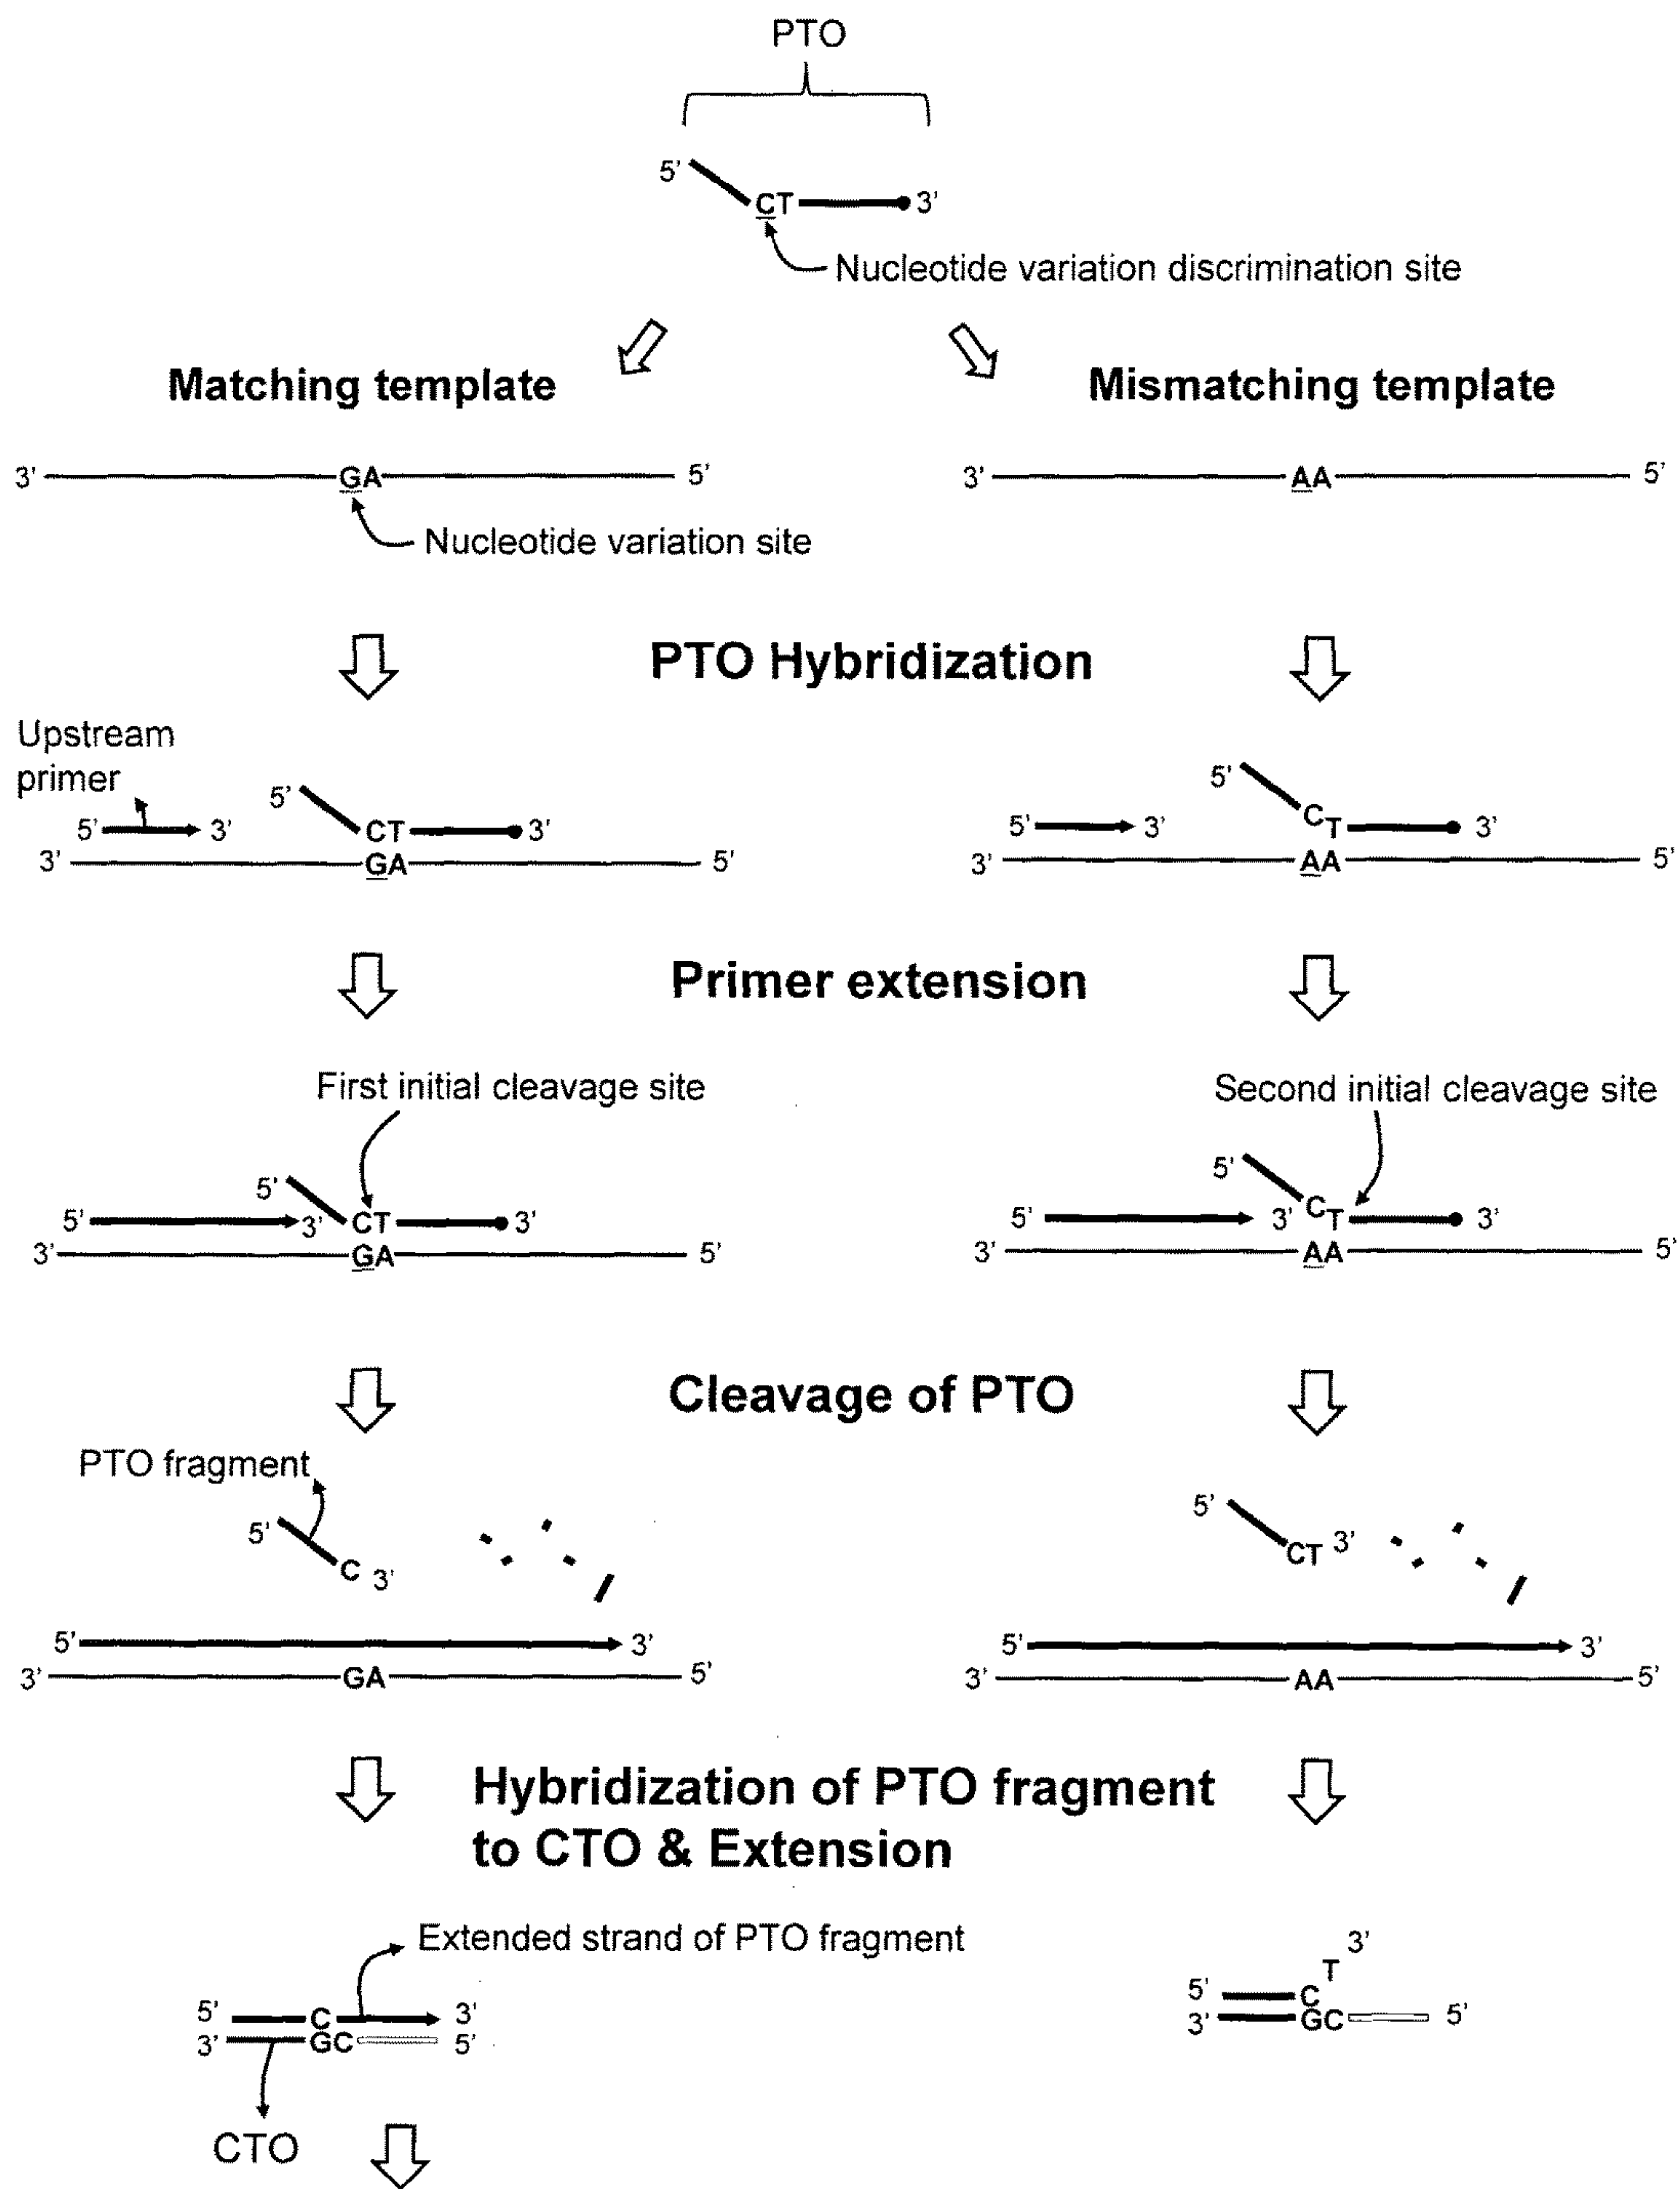 PTO
5'
CT
3'
Nucleotide variation discrimination site
Matching template
Mismatching template
3' GA 5'
3' AA 5'
Nucleotide variation site
PTO Hybridization
Upstream
primer
5' 3' 5' CT 3'
3' GA 5'
5' 3' 5' CT 3'
3' AA 5'
Primer extension
First initial cleavage site
Second initial cleavage site
5' 3' 5' CT 3'
3' GA 5'
5' 3' 5' CT 3'
3' AA 5'
Cleavage of PTO
PTO fragment
5' C 3'
5' CT 3'
5' 3'
3' GA 5'
5' 3'
3' AA 5'
Hybridization of PTO fragment
to CTO & Extension
Extended strand of PTO fragment
5' C 3'
3' GC 5'
CTO
3'
T
5' C
3' GC 5'